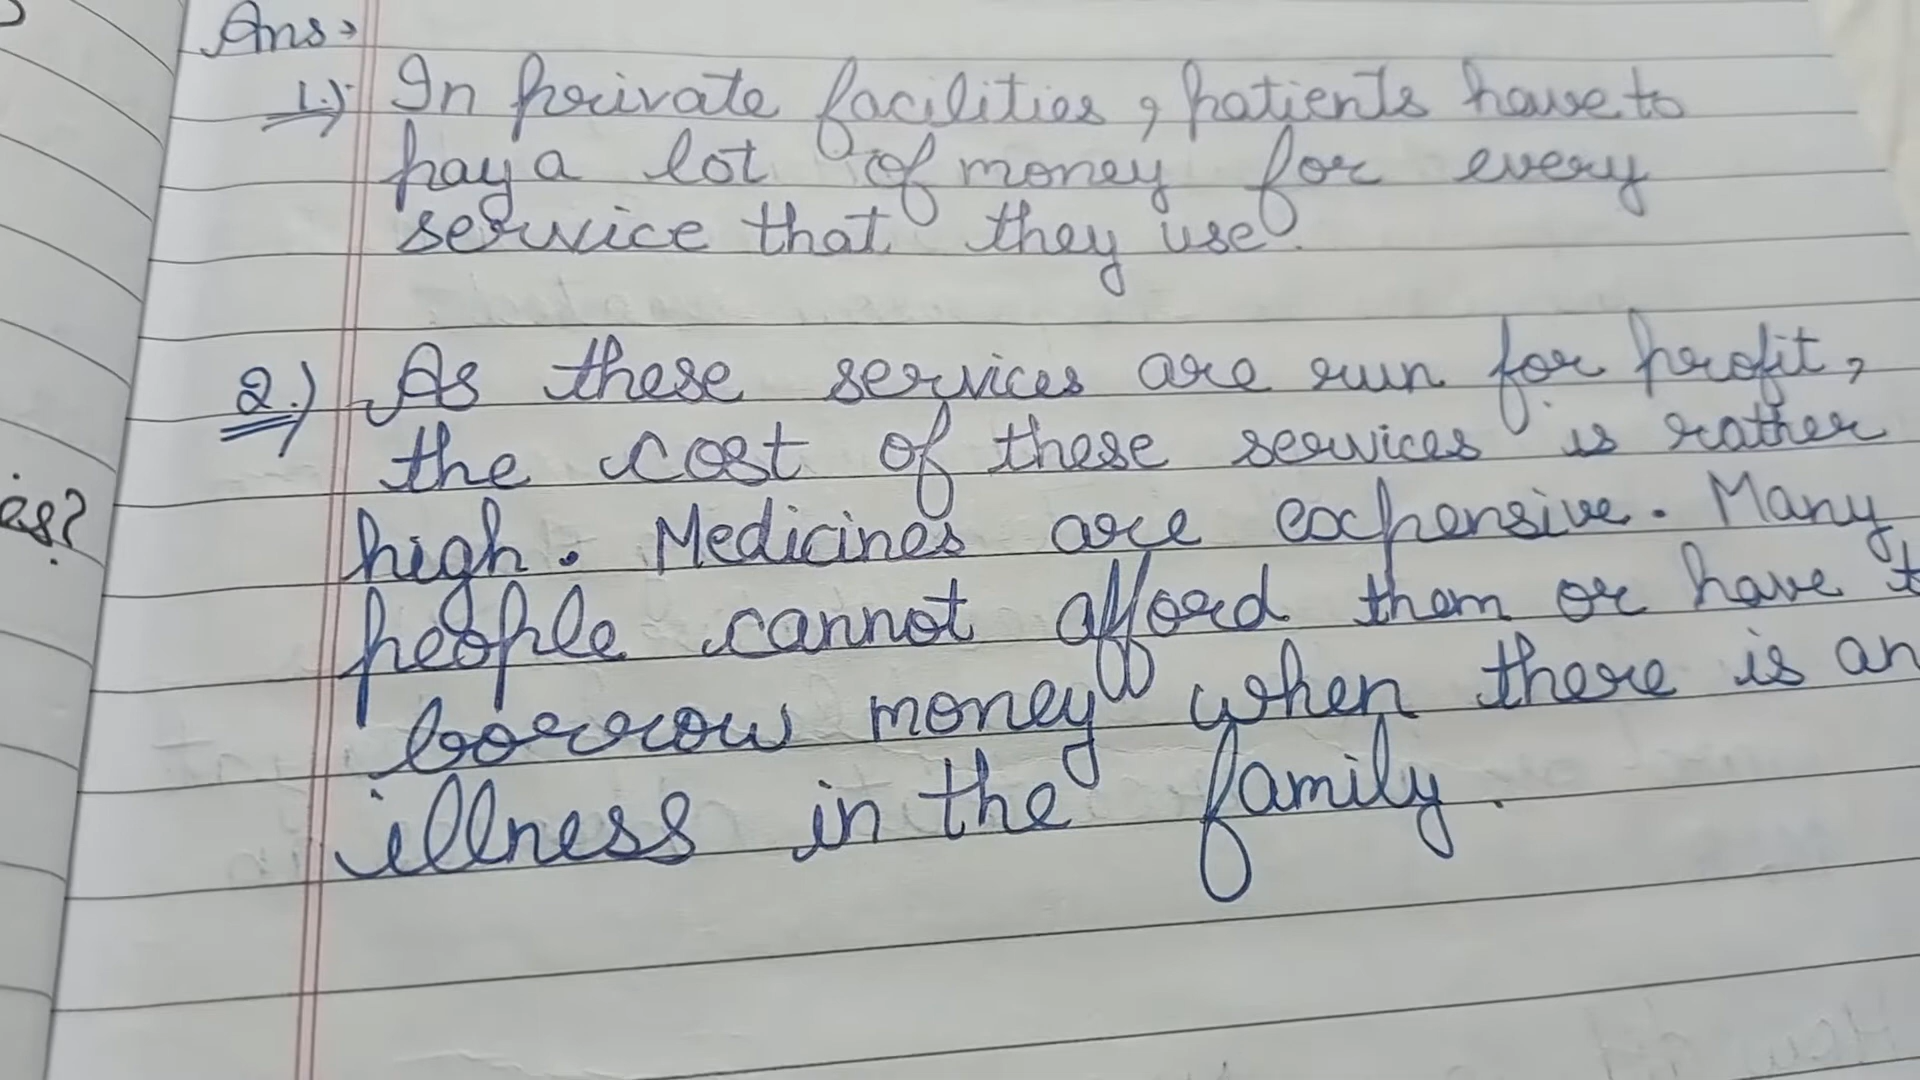 Ans→
1.) In private facilities, patients have to
pay a lot of money for every
service that they use.
2.) As these services are run for profit,
the cost of these services is rather
high. Medicines are expensive. Many
people cannot afford them or have t
borrow money when there is an
illness in the family.
es?